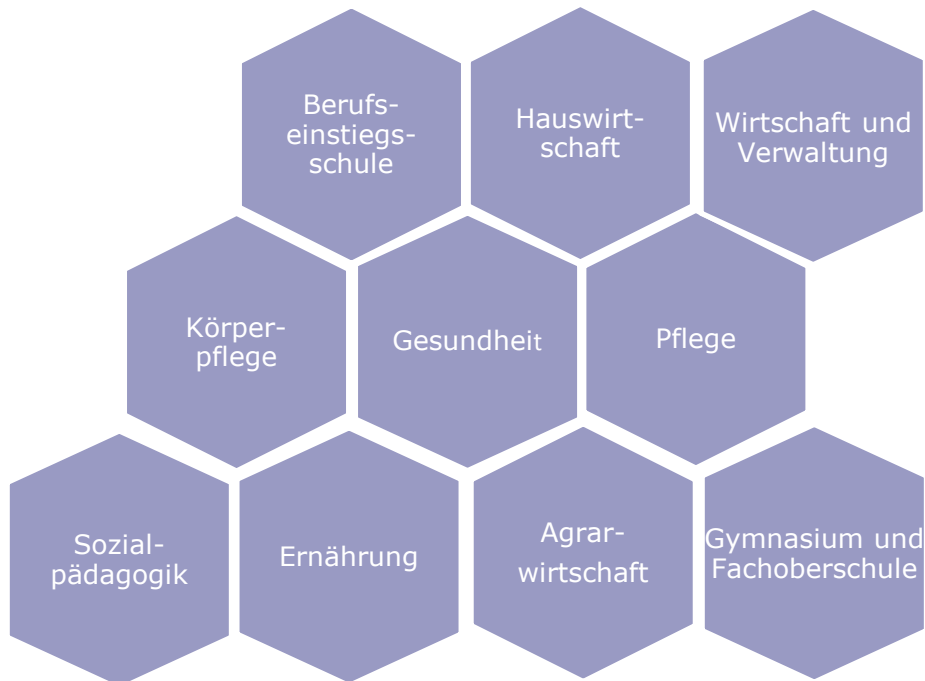 Berufs-
einstiegs-
schule
Hauswirt-
schaft
Wirtschaft und
Verwaltung
Körper-
pflege
Gesundheit
Pflege
Sozial-
pädagogik
Ernährung
Agrar-
wirtschaft
Gymnasium und
Fachoberschule